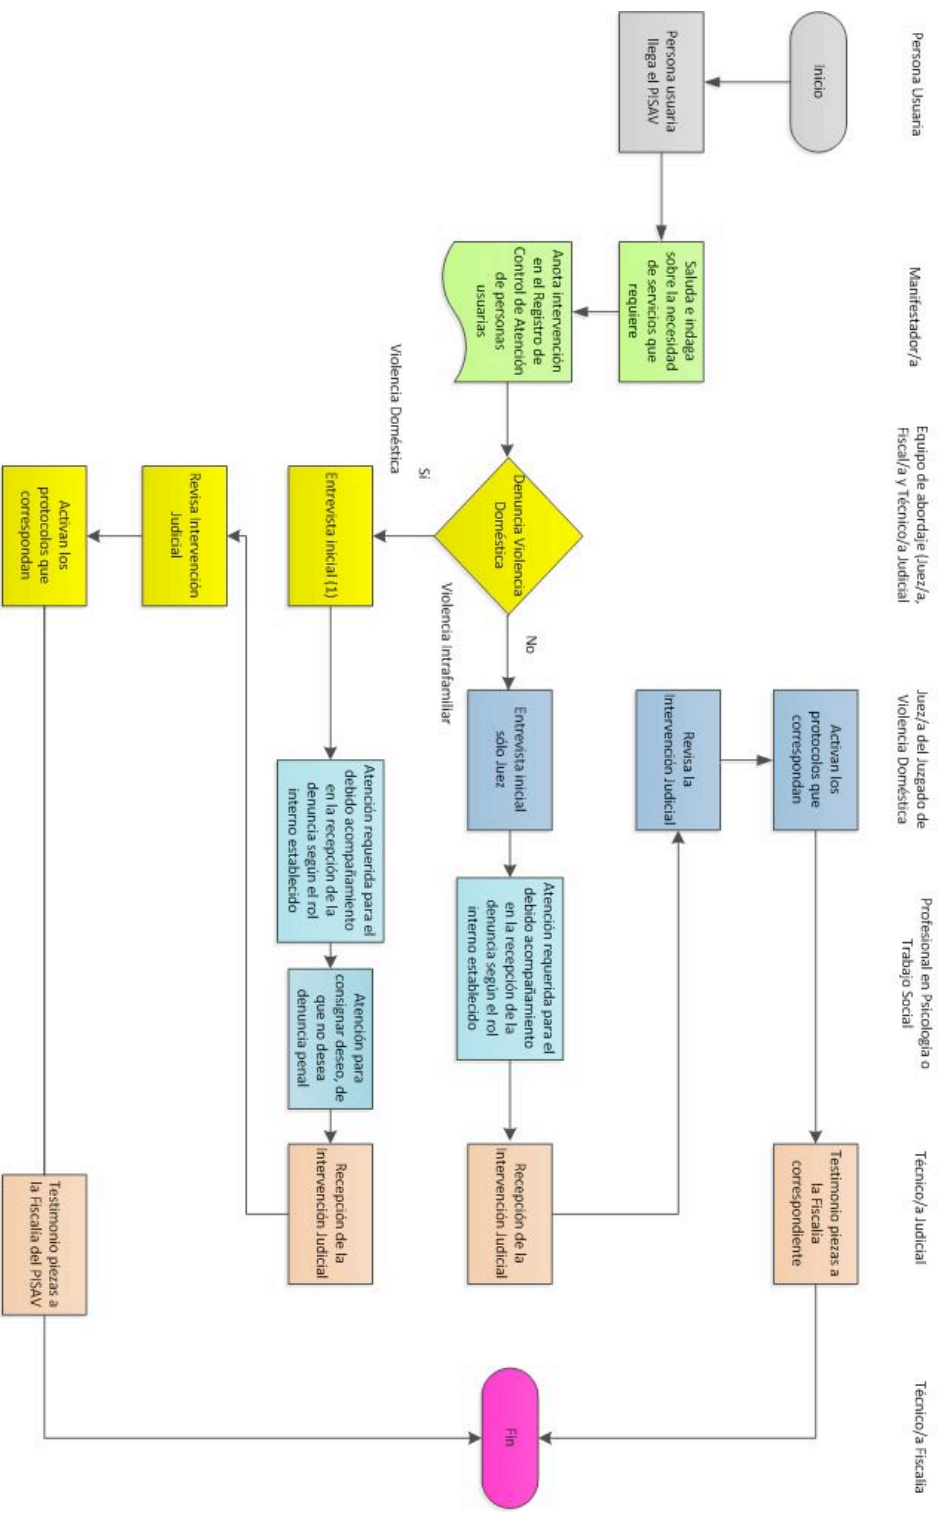 Persona Usuaria
Manifestador/a
Equipo de abordaje (Juez/a,
Fiscal/a y Técnico/a Judicial
Juez/a del Juzgado de
Violencia Doméstica
Profesional en Psicología o
Trabajo Social
Técnico/a Judicial
Técnico/a Fiscalia
Inicio
Persona usuaria
llega el PISAV
Saluda e indaga
sobre la necesidad
de servicios que
requiere
Anota intervención
en el Registro de
Control de Atención
de personas
usuarias
Denuncia Violencia
Doméstica
Si
Violencia Doméstica
No
Violencia Intrafamiliar
Activan los
protocolos que
correspondan
Revisa la
Intervención Judicial
Entrevista inicial
sólo Juez
Atención requerida para el
debido acompañamiento
en la recepción de la
denuncia según el rol
interno establecido
Recepción de la
Intervención Judicial
Testimonio piezas a
la Fiscalia
correspondiente
Entrevista inicial (1)
Atención requerida para el
debido acompañamiento
en la recepción de la
denuncia según el rol
interno establecido
Atención para
consignar deseo, de
que no desea
denuncia penal
Recepción de la
Intervención Judicial
Revisa Intervención
Judicial
Activan los
protocolos que
correspondan
Testimonio piezas a
la Fiscalía del PISAV
Fin